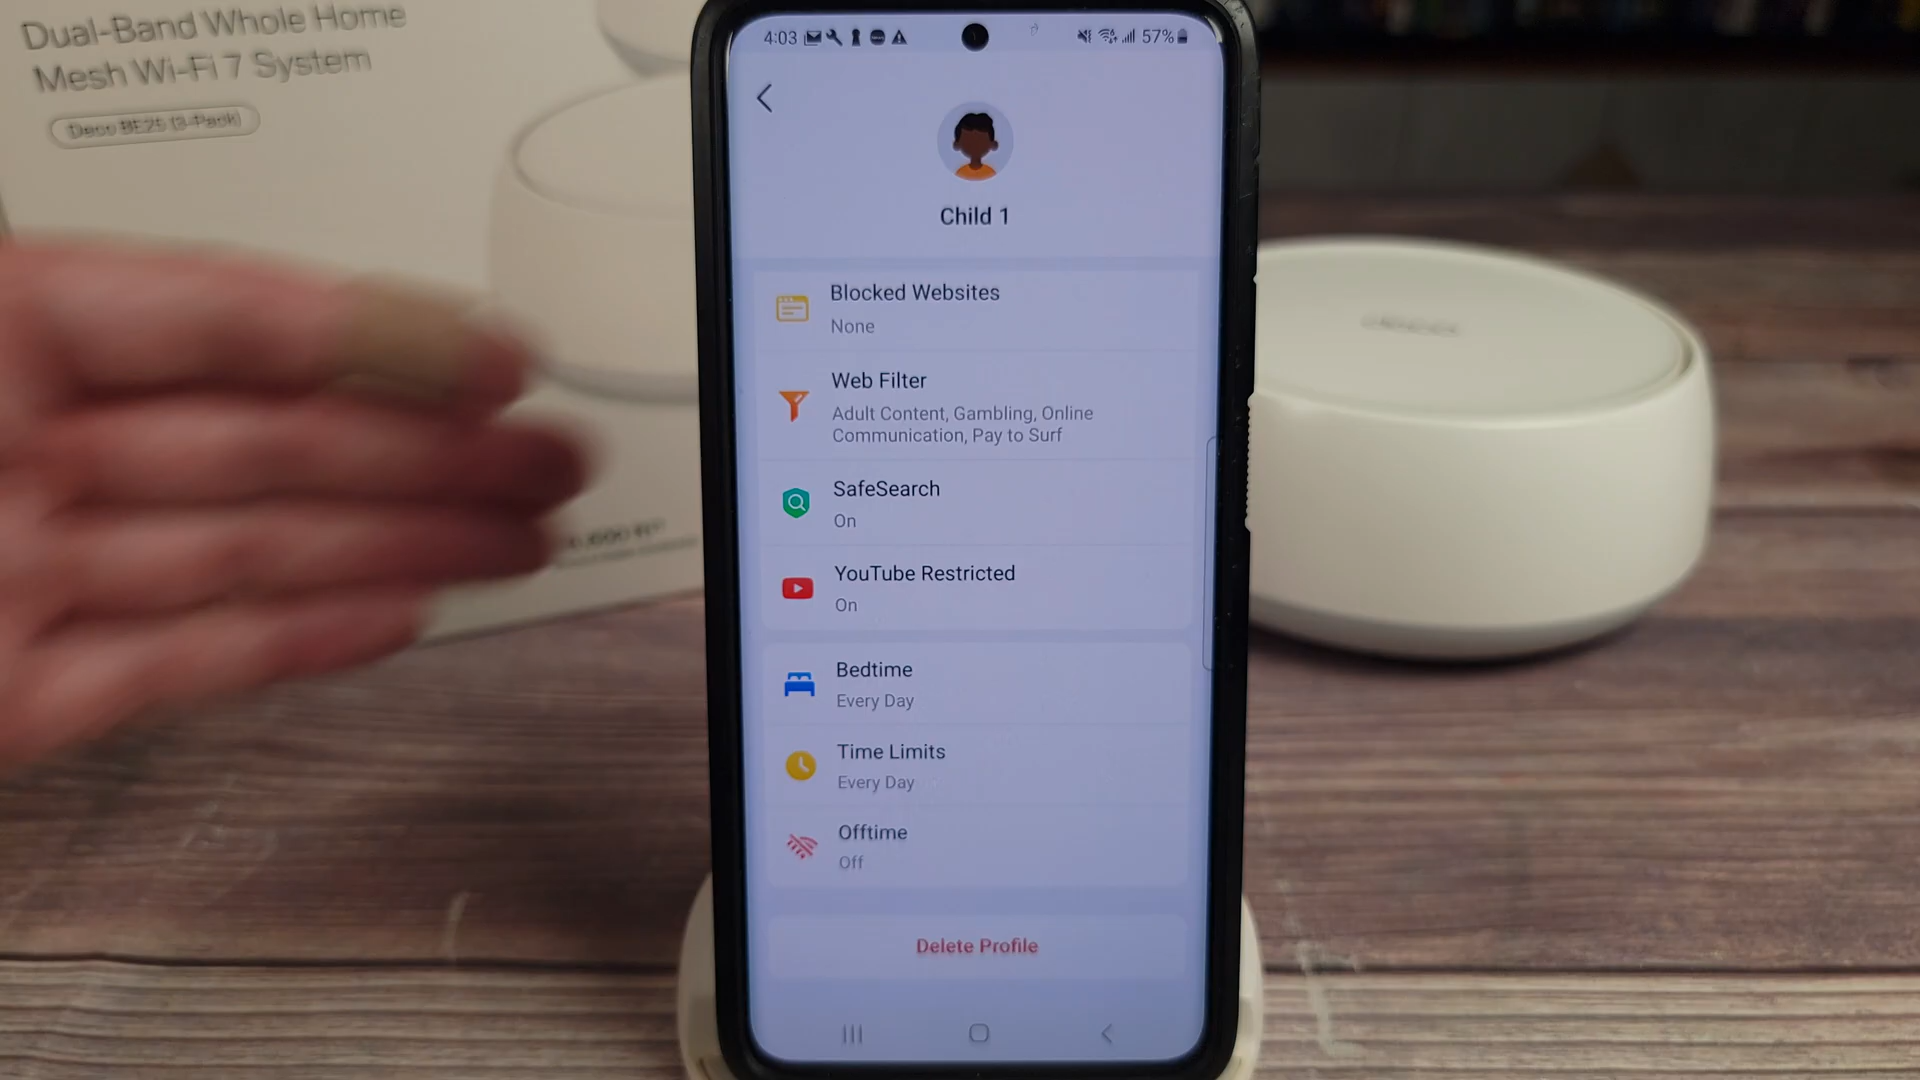 Dual-Band Whole Home
Mesh Wi-Fi 7 System
Deco BE25 (3-Pack)
4:03
57%
Child 1
Blocked Websites
None
Web Filter
Adult Content, Gambling, Online
Communication, Pay to Surf
SafeSearch
On
YouTube Restricted
On
Bedtime
Every Day
Time Limits
Every Day
Offtime
Off
Delete Profile